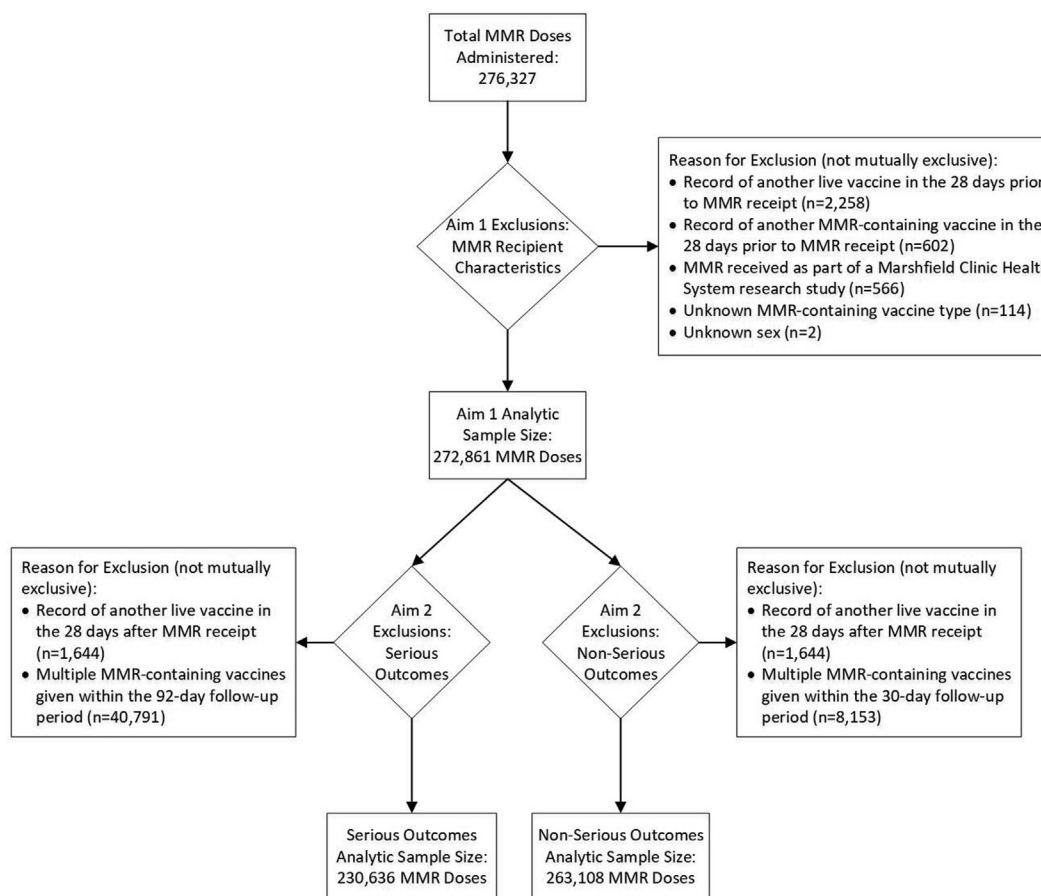 Total MMR Doses
Administered:
276,327
Reason for Exclusion (not mutually exclusive):
• Record of another live vaccine in the 28 days prior
to MMR receipt (n=2,258)
• Record of another MMR-containing vaccine in the
28 days prior to MMR receipt (n=602)
• MMR received as part of a Marshfield Clinic Healt
System research study (n=566)
• Unknown MMR-containing vaccine type (n=114)
• Unknown sex (n=2)
Aim 1 Exclusions:
MMR Recipient
Characteristics
Aim 1 Analytic
Sample Size:
272,861 MMR Doses
Reason for Exclusion (not mutually
exclusive):
• Record of another live vaccine in
the 28 days after MMR receipt
(n=1,644)
• Multiple MMR-containing vaccines
given within the 92-day follow-up
period (n=40,791)
Aim 2
Exclusions:
Serious
Outcomes
Aim 2
Exclusions:
Non-Serious
Outcomes
Reason for Exclusion (not mutually
exclusive):
• Record of another live vaccine in
the 28 days after MMR receipt
(n=1,644)
• Multiple MMR-containing vaccines
given within the 30-day follow-up
period (n=8,153)
Serious Outcomes
Analytic Sample Size:
230,636 MMR Doses
Non-Serious Outcomes
Analytic Sample Size:
263,108 MMR Doses